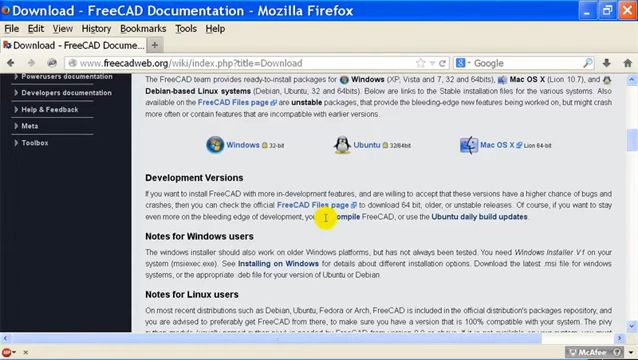 Download - FreeCAD Documentation - Mozilla Firefox
File Edit View History Bookmarks Tools Help
Download - FreeCAD Docume...
www.freecadweb.org/wiki/index.php?title=Download
Google
Powerusers documentation
Developers documentation
Help & Feedback
Meta
Toolbox
The FreeCAD team provides ready-to-install packages for Windows (XP, Vista and 7, 32 and 64bits), Mac OS X (Lion 10.7), and
Debian-based Linux systems (Debian, Ubuntu, 32 and 64bits). Below are links to the Stable installation files for the various systems. Also
available on the FreeCAD Files page are unstable packages, that provide the bleeding-edge new features being worked on, but might crash
more often or contain features that are incompatible with earlier versions.
Windows 32-bit
Ubuntu 32/64bit
Mac OS X Lion 64-bit
Development Versions
If you want to install FreeCAD with more in-development features, and are willing to accept that these versions have a higher chance of bugs and
crashes, then you can check the official FreeCAD Files page to download 64 bit, older, or unstable releases. Of course, if you want to stay
even more on the bleeding edge of development, you compile FreeCAD, or use the Ubuntu daily build updates.
Notes for Windows users
The windows installer should also work on older Windows platforms, but has not always been tested. You need Windows Installer V1 on your
system (msiexec.exe). See Installing on Windows for details about different installation options. Download the latest .msi file for windows
systems, or the appropriate .deb file for your version of Ubuntu or Debian.
Notes for Linux users
On most recent distributions such as Debian, Ubuntu, Fedora or Arch, FreeCAD is included in the official distribution's packages repository, and
you are advised to preferably get FreeCAD from there, to make sure you have a version that is 100% compatible with your system. The pivy
McAfee